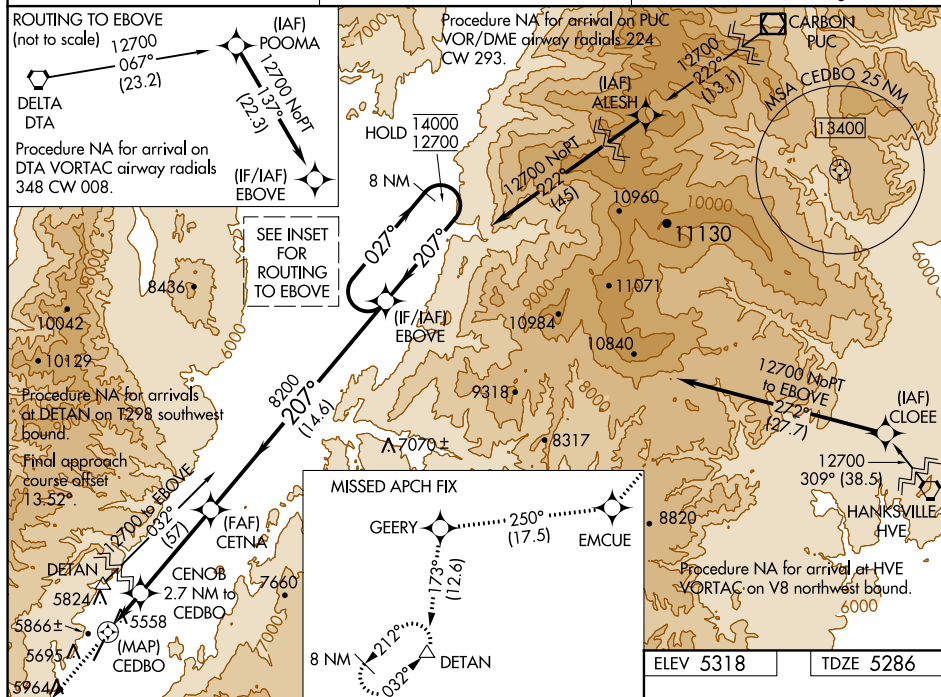 ROUTING TO EBOVE
(not to scale)
12700
067°
(23.2)
(IAF)
POOMA
DELTA
DTA
12700 NoPT
137°
(22.3)
Procedure NA for arrival on
DTA VORTAC airway radials
348 CW 008.
(IF/IAF)
EBOVE
Procedure NA for arrival on PUC
VOR/DME airway radials 224
CW 293.
CARBON
PUC
12700
222°
(13.1)
(IAF)
ALESH
MSA CEDBO 25 NM
13400
HOLD
14000
12700
8 NM
12700 NoPT
222°
(45)
10960
10000
11130
027°
207°
SEE INSET
FOR
ROUTING
TO EBOVE
8000
8436
6000
6000
(IF/IAF)
EBOVE
11071
9000
10984
10042
10840
10129
8200
207°
(14.6)
9318
12700 NoPT
to EBOVE
272°
(27.7)
(IAF)
CLOEE
Procedure NA for arrivals
at DETAN on T298 southwest
bound.
7070±
8317
Final approach
course offset
13.52°.
12700
309° (38.5)
HANKSVILLE
HVE
12700 to EBOVE
032°
(57)
(FAF)
CETNA
MISSED APCH FIX
GEERY
250°
(17.5)
EMCUE
8820
173°
(12.6)
Procedure NA for arrival at HVE
VORTAC on V8 northwest bound.
6000
DETAN
5824
CENOB
2.7 NM to
CEDBO
7660
5866±
5558
5695
(MAP)
CEDBO
5964
212°
8 NM
032°
DETAN
ELEV 5318
TDZE 5286